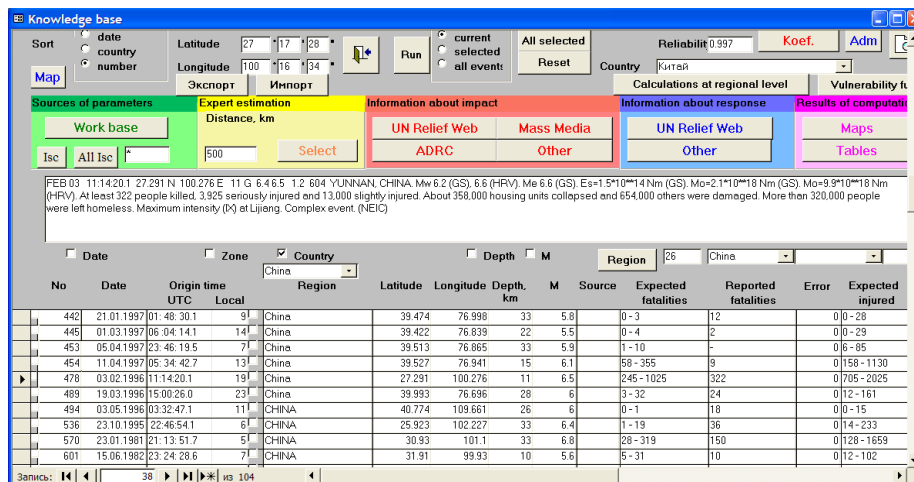 Knowledge base
Sort date country number
Latitude 27 ° 17 ' 28 "
Longitude 100 ° 16 ' 34 "
Run current selected all events
All selected
Reset
Reliabilit 0.997
Koef.
Adm
Country Китай
Map
Экспорт Импорт
Calculations at regional level
Vulnerability fu
Sources of parameters
Work base
Isc All Isc *
Expert estimation
Distance, km
500 Select
Information about impact
UN Relief Web Mass Media
ADRC Other
Information about response
UN Relief Web
Other
Results of computatio
Maps
Tables
FEB 03 11:14:20.1 27.291 N 100.276 E 11 G 6.4 6.5 1.2 604 YUNNAN, CHINA. Mw 6.2 (GS), 6.6 (HRV). Me 6.6 (GS). Es=1.5*10**14 Nm (GS). Mo=2.1*10**18 Nm (GS). Mo=9.9*10**18 Nm
(HRV). At least 322 people killed, 3,925 seriously injured and 13,000 slightly injured. About 358,000 housing units collapsed and 654,000 others were damaged. More than 320,000 people
were left homeless. Maximum intensity (IX) at Lijiang. Complex event. (NEIC)
Date Zone Country Depth M Region 26 China
China
No Date Origin time Region Latitude Longitude Depth, M Source Expected Reported Error Expected
UTC Local km fatalities fatalities injured
442 21.01.1997 01: 48: 30.1 9 China 39.474 76.998 33 5.8 0 - 3 12 0 0 - 28
445 01.03.1997 06 :04: 14.1 14 China 39.422 76.839 22 5.5 0 - 4 2 0 0 - 29
453 05.04.1997 23: 46: 19.5 7 China 39.513 76.865 33 5.9 1 - 10 - 0 6 - 85
454 11.04.1997 05: 34: 42.7 13 China 39.527 76.941 15 6.1 58 - 355 9 0 158 - 1130
478 03.02.1996 11:14:20.1 19 China 27.291 100.276 11 6.5 245 - 1025 322 0 705 - 2025
489 19.03.1996 15:00:26.0 23 China 39.993 76.696 28 6 3 - 32 24 0 12 - 161
494 03.05.1996 03:32:47.1 11 CHINA 40.774 109.661 26 6 0 - 1 18 0 0 - 15
536 23.10.1995 22:46:54.1 6 CHINA 25.923 102.227 33 6.4 1 - 19 36 0 14 - 233
570 23.01.1981 21: 13: 51.7 5 CHINA 30.93 101.1 33 6.8 28 - 319 150 0 128 - 1659
601 15.06.1982 23: 24: 28.6 7 CHINA 31.91 99.93 10 5.6 5 - 31 10 0 12 - 102
Запись: 38 из 104